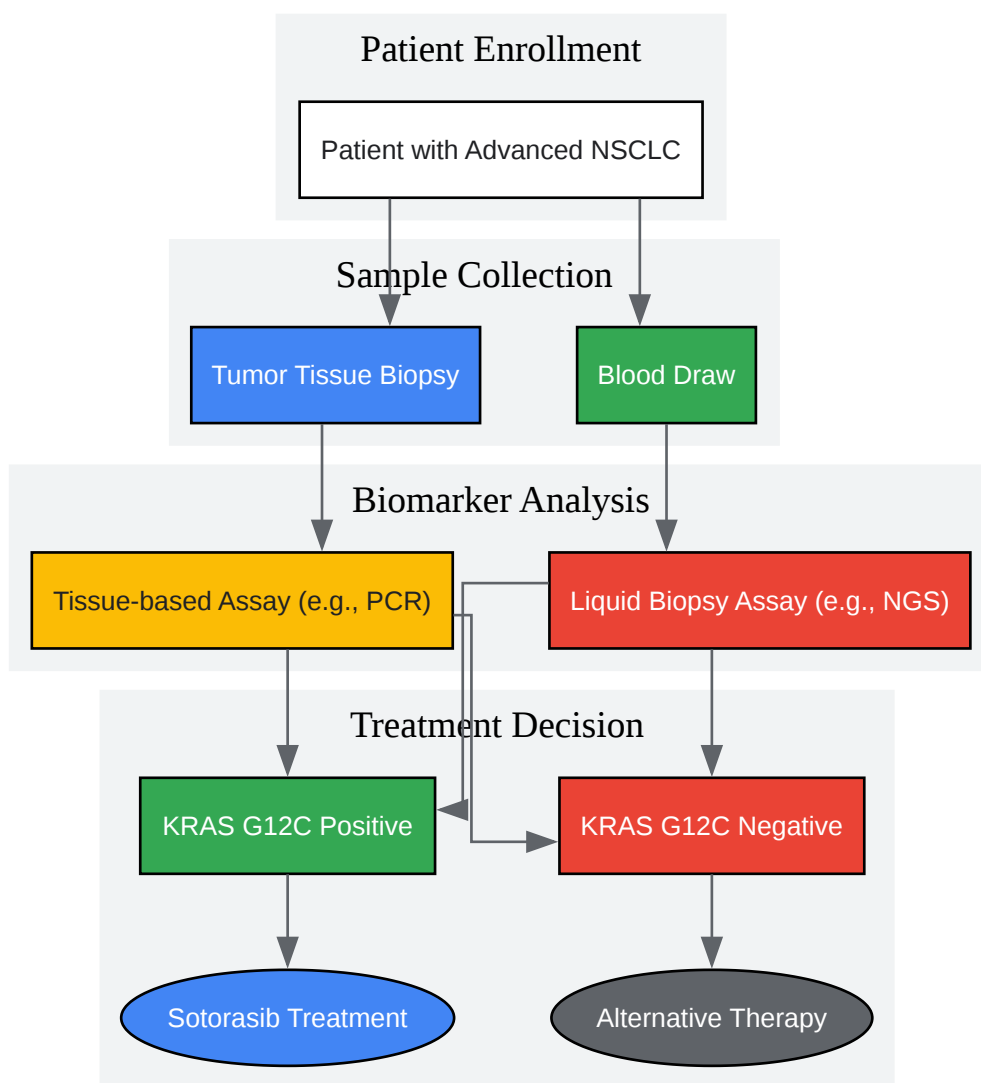 Patient Enrollment
Patient with Advanced NSCLC
Sample Collection
Tumor Tissue Biopsy
Blood Draw
Biomarker Analysis
Tissue-based Assay (e.g., PCR)
Liquid Biopsy Assay (e.g., NGS)
Treatment Decision
KRAS G12C Positive
KRAS G12C Negative
Sotorasib Treatment
Alternative Therapy